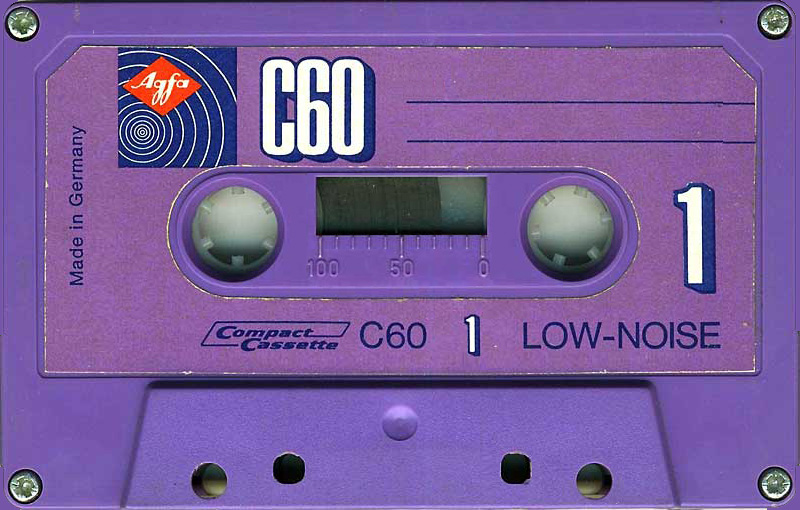 Agfa
C60
Made in Germany
1
100 50 0
Compact Cassette C60 1 LOW-NOISE